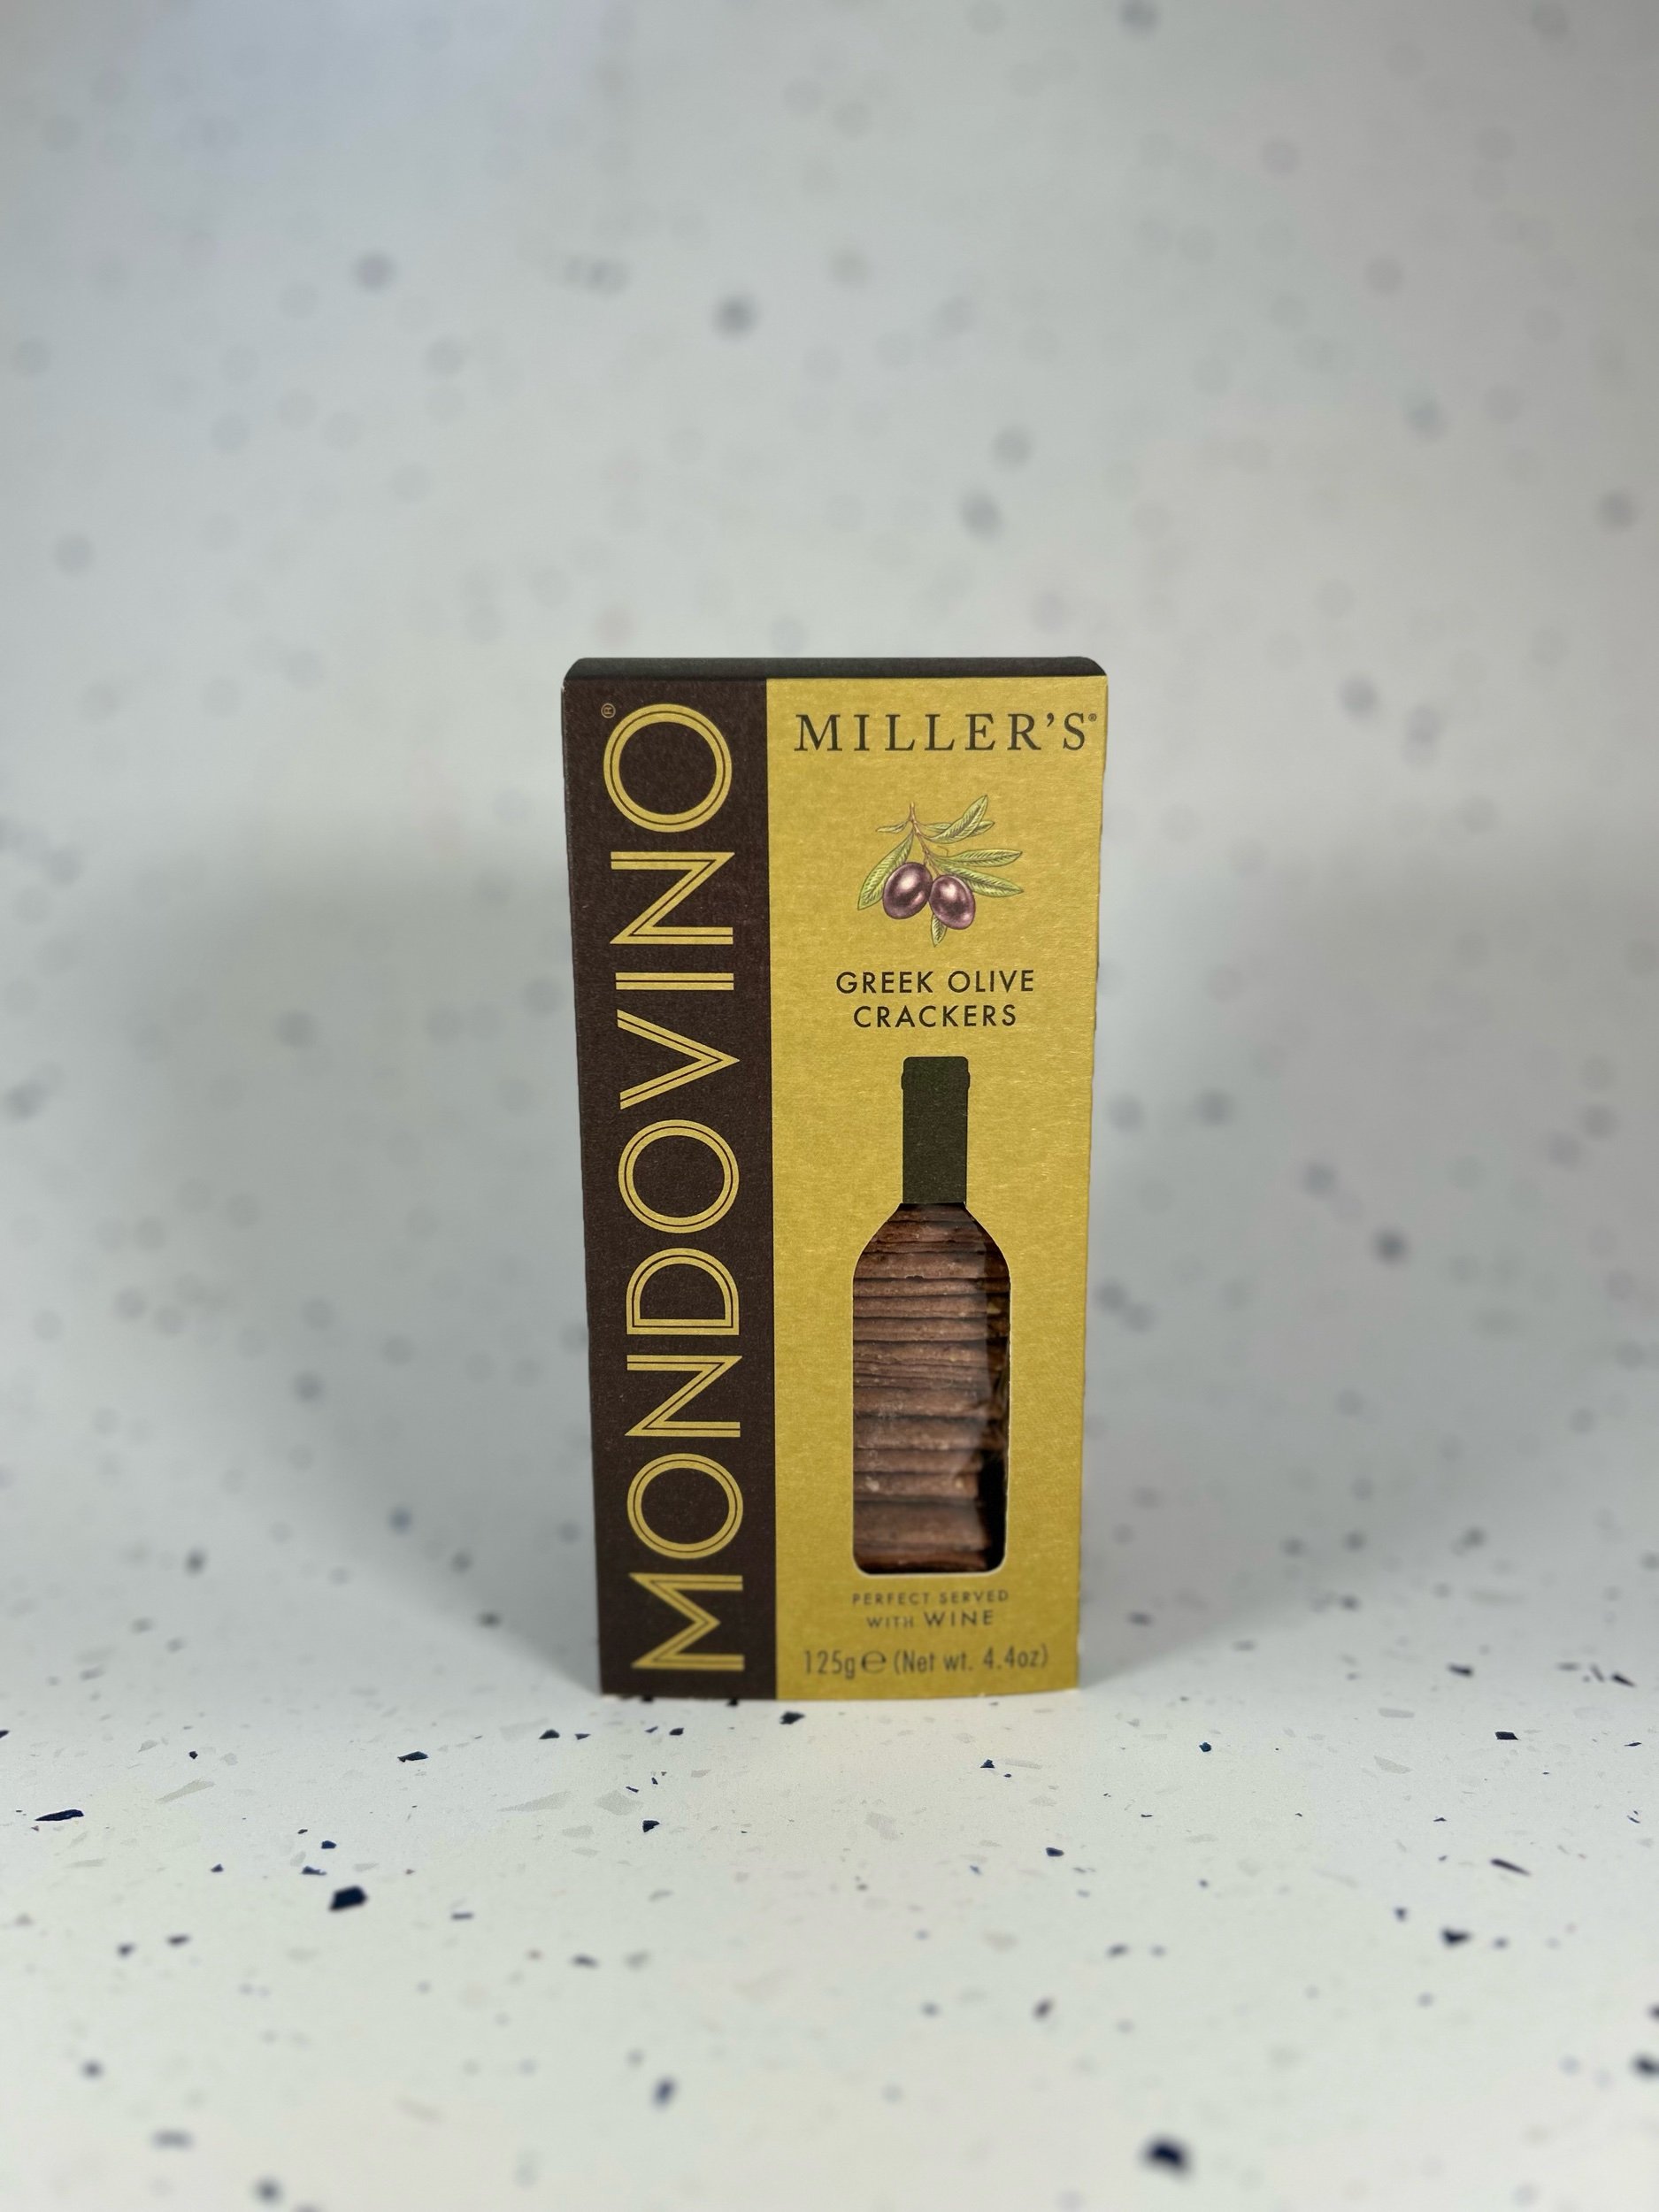 MONDOVINO®
MILLER'S®
GREEK OLIVE
CRACKERS
PERFECT SERVED
WITH WINE
125g℮ (Net wt. 4.4oz)